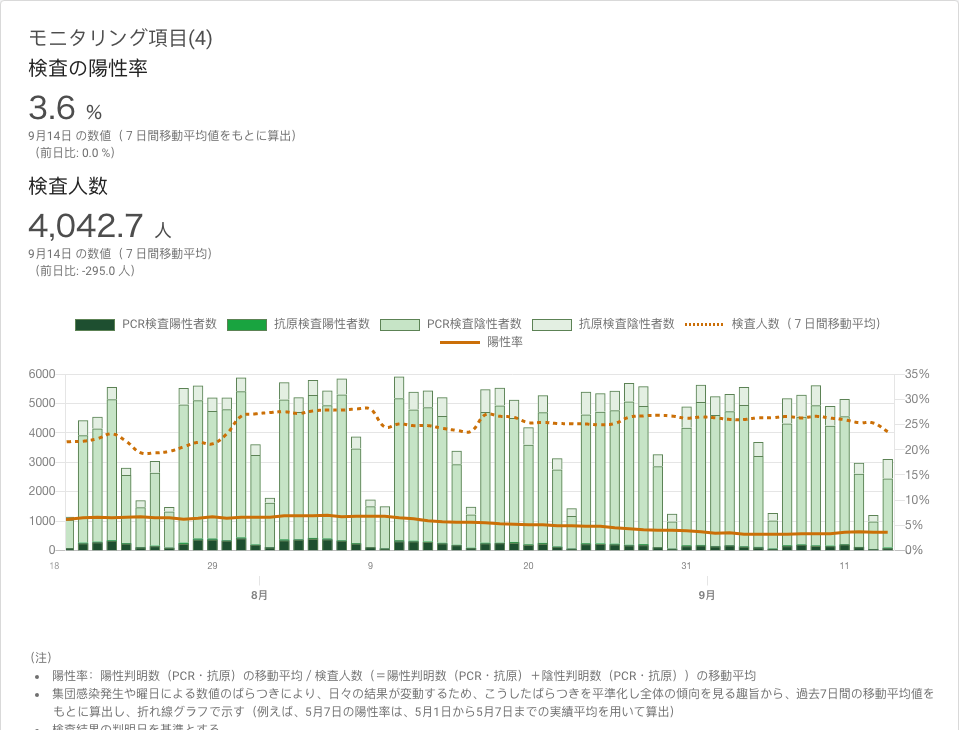 モニタリング項目(4)
検査の陽性率
3.6 %
9月14日 の数値（７日間移動平均値をもとに算出）
（前日比: 0.0 %）
検査人数
4,042.7 人
9月14日 の数値（７日間移動平均）
（前日比: -295.0 人）
PCR検査陽性者数 抗原検査陽性者数 PCR検査陰性者数 抗原検査陰性者数 検査人数（７日間移動平均）
陽性率
6000 35%
5000 30%
4000 25%
3000 20%
2000 15%
1000 10%
0 5%
0%
18 29 9 20 31 11
8月 9月
（注）
• 陽性率：陽性判明数（PCR・抗原）の移動平均 / 検査人数（＝陽性判明数（PCR・抗原）＋陰性判明数（PCR・抗原））の移動平均
• 集団感染発生や曜日による数値のばらつきにより、日々の結果が変動するため、こうしたばらつきを平準化し全体の傾向を見る趣旨から、過去7日間の移動平均値を
もとに算出し、折れ線グラフで示す（例えば、5月7日の陽性率は、5月1日から5月7日までの実績平均を用いて算出）
• 検査結果の判明日を基準とする